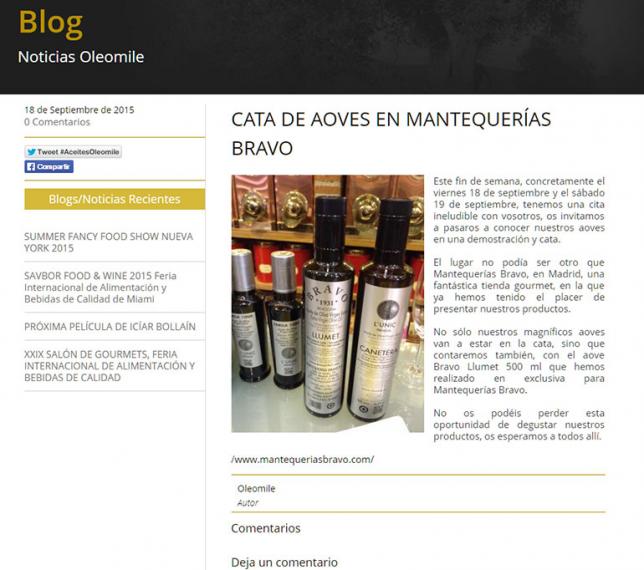 Blog
Noticias Oleomile
18 de Septiembre de 2015
0 Comentarios
Tweet #AceitesOleomile
Compartir
Blogs/Noticias Recientes
SUMMER FANCY FOOD SHOW NUEVA
YORK 2015
SAVBOR FOOD & WINE 2015 Feria
Internacional de Alimentación y
Bebidas de Calidad de Miami
PRÓXIMA PELÍCULA DE ICÍAR BOLLAÍN
XXIX SALÓN DE GOURMETS, FERIA
INTERNACIONAL DE ALIMENTACIÓN Y
BEBIDAS DE CALIDAD
CATA DE AOVES EN MANTEQUERÍAS
BRAVO
BRAVO
1931
LLUMET
L'ÚNIC
CANETERA
Este fin de semana, concretamente el
viernes 18 de septiembre y el sábado
19 de septiembre, tenemos una cita
ineludible con vosotros, os invitamos
a pasaros a conocer nuestros aoves
en una demostración y cata.
El lugar no podía ser otro que
Mantequerías Bravo, en Madrid, una
fantástica tienda gourmet, en la que
ya hemos tenido el placer de
presentar nuestros productos.
No sólo nuestros magníficos aoves
van a estar en la cata, sino que
contaremos también, con el aove
Bravo Llumet 500 ml que hemos
realizado en exclusiva para
Mantequerías Bravo.
No os podéis perder esta
oportunidad de degustar nuestros
productos, os esperamos a todos allí.
/www.mantequeriasbravo.com/
Oleomile
Autor
Comentarios
Deja un comentario